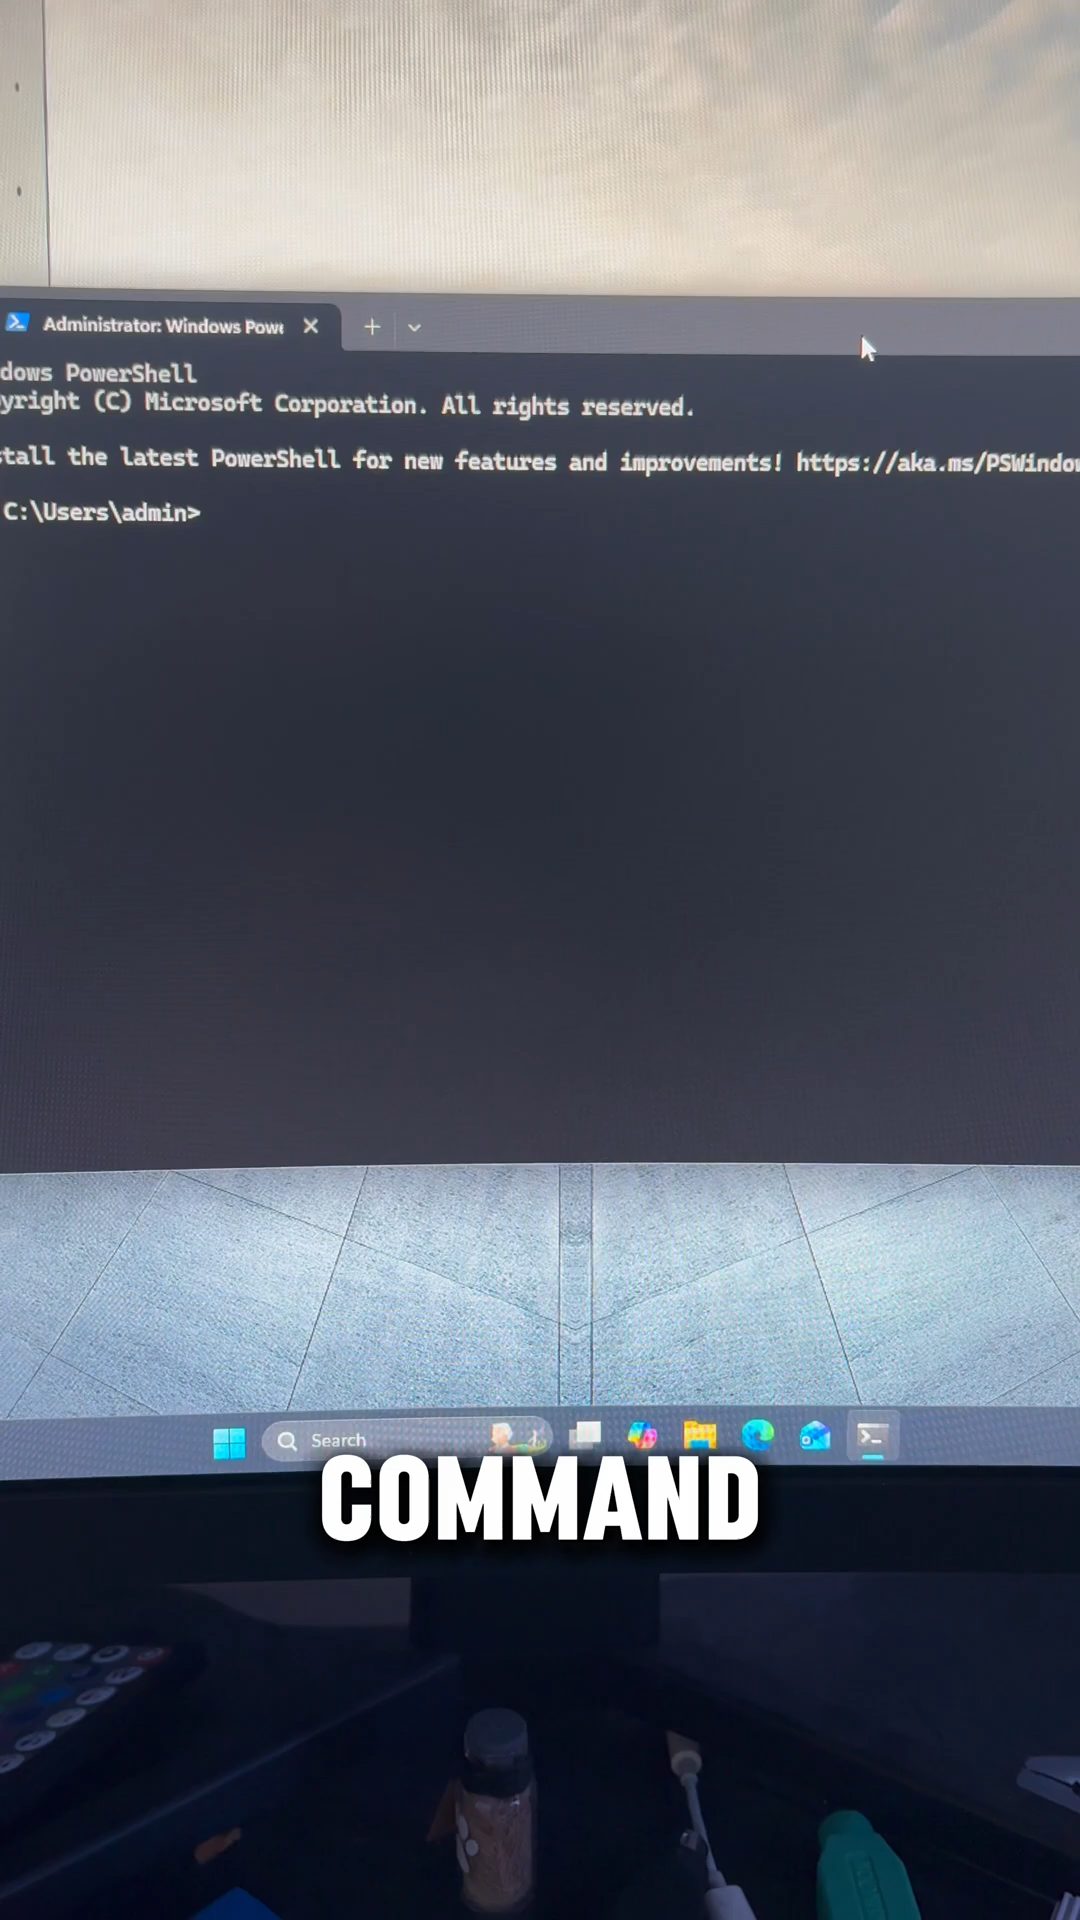 Administrator: Windows Powe
dows PowerShell
yright (C) Microsoft Corporation. All rights reserved.
tall the latest PowerShell for new features and improvements! https://aka.ms/PSWindow
C:\Users\admin>
Search
COMMAND